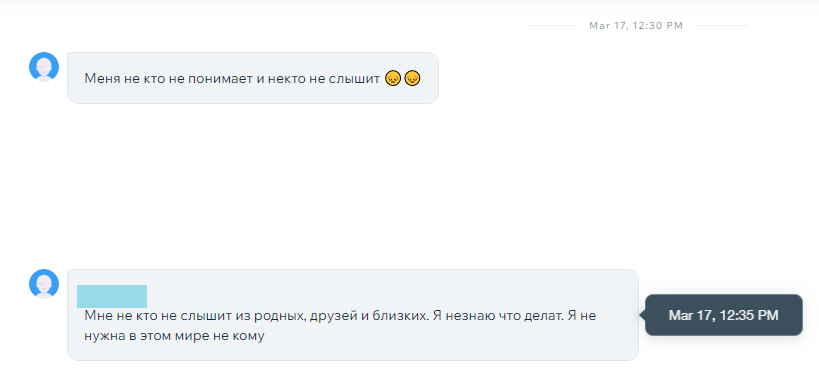 Mar 17, 12:30 PM
Меня не кто не понимает и некто не слышит 😞😞
Мне не кто не слышит из родных, друзей и близких. Я незнаю что делат. Я не
нужна в этом мире не кому
Mar 17, 12:35 PM